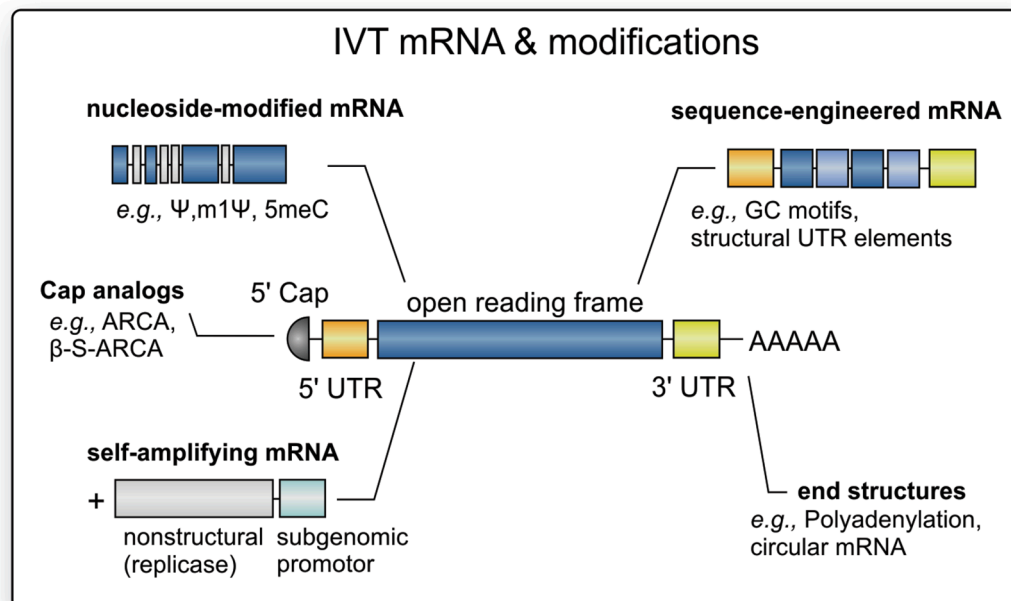 IVT mRNA & modifications
nucleoside-modified mRNA
e.g., Ψ,m1Ψ, 5meC
sequence-engineered mRNA
e.g., GC motifs,
structural UTR elements
Cap analogs
e.g., ARCA,
β-S-ARCA
5' Cap
open reading frame
AAAAA
5' UTR
3' UTR
self-amplifying mRNA
+
nonstructural
(replicase)
subgenomic
promotor
end structures
e.g., Polyadenylation,
circular mRNA